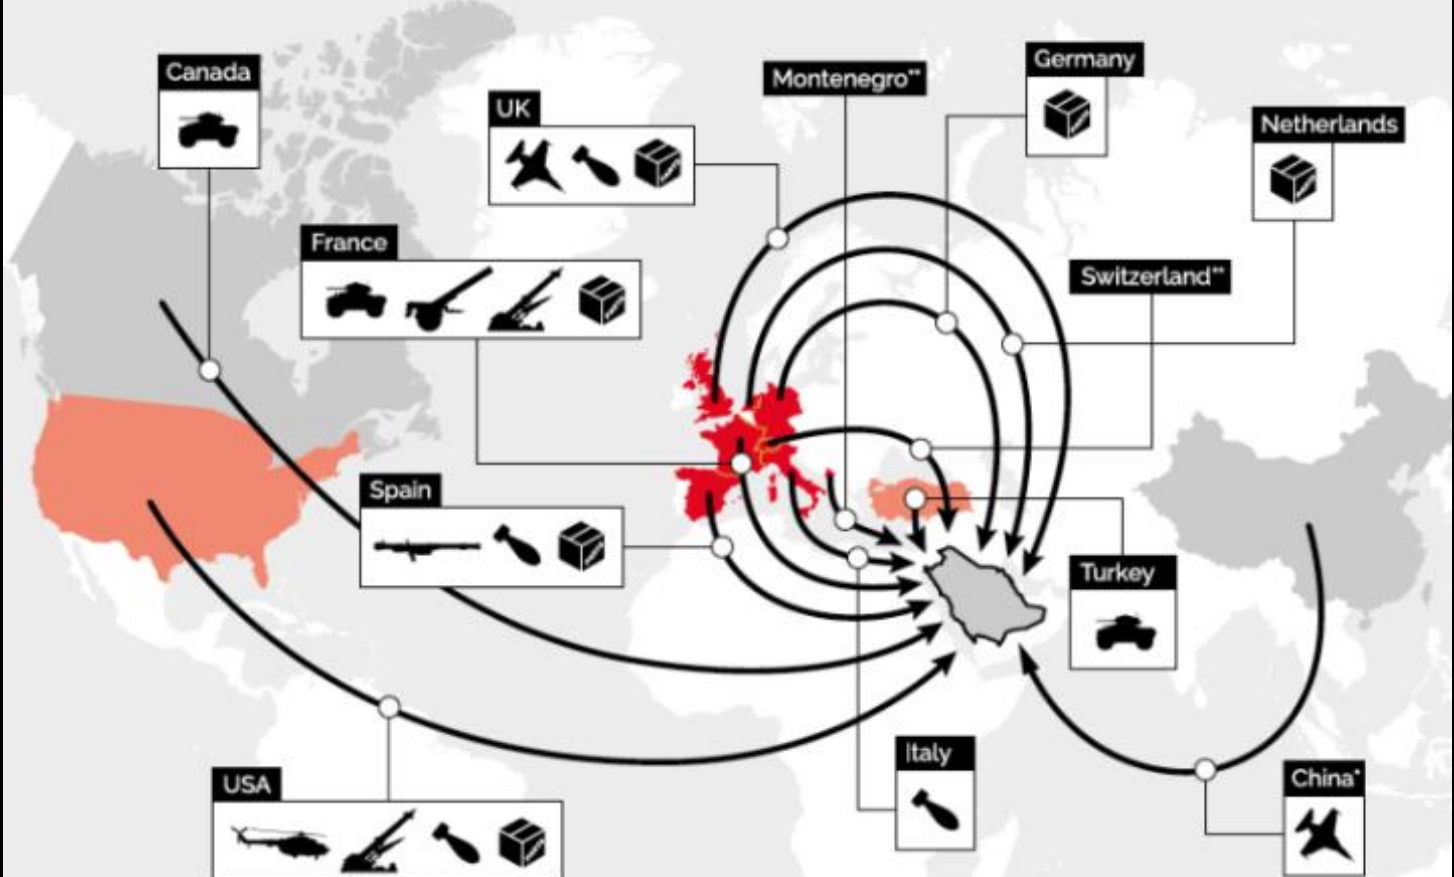 Canada
UK
Montenegro**
Germany
Netherlands
France
Switzerland**
Spain
Turkey
Italy
USA
China*